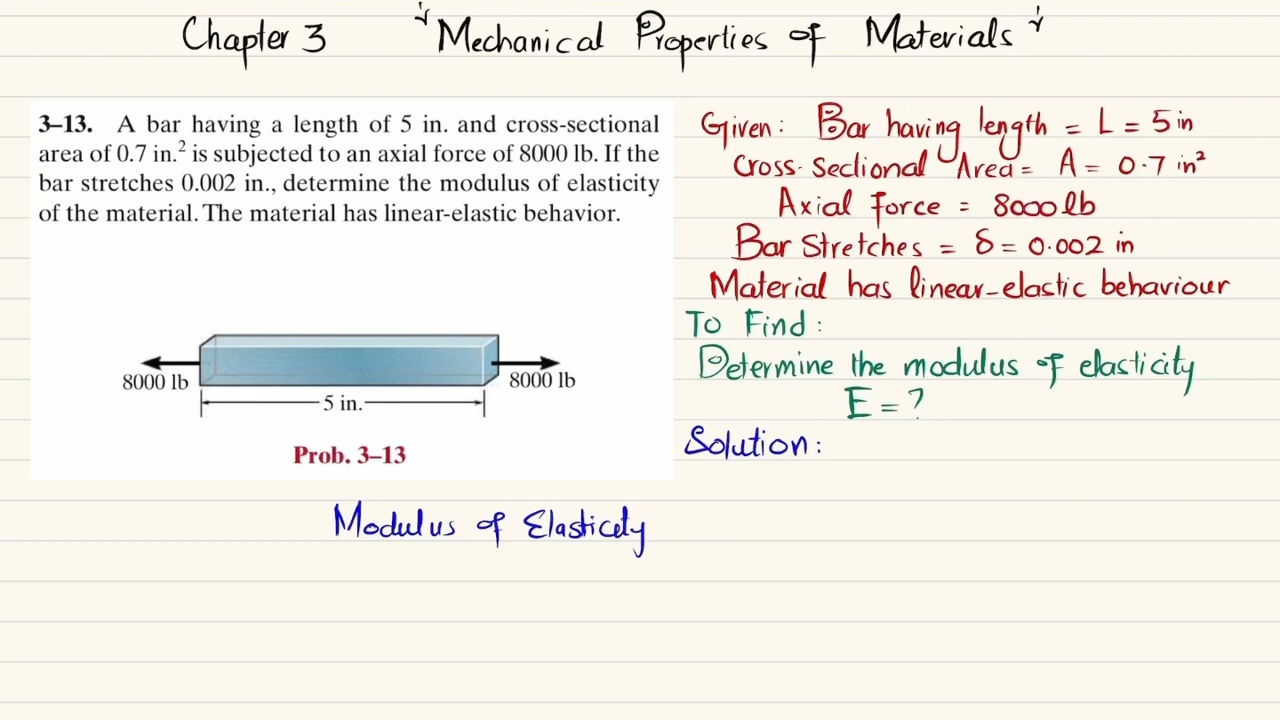 Chapter 3 "Mechanical Properties of Materials"
3–13. A bar having a length of 5 in. and cross-sectional
area of 0.7 in.² is subjected to an axial force of 8000 lb. If the
bar stretches 0.002 in., determine the modulus of elasticity
of the material. The material has linear-elastic behavior.
8000 lb
8000 lb
5 in.
Prob. 3–13
Given: Bar having length = L = 5 in
Cross-Sectional Area = A = 0.7 in²
Axial Force = 8000 lb
Bar Stretches = δ = 0.002 in
Material has linear-elastic behaviour
To Find:
Determine the modulus of elasticity
E = ?
Solution:
Modulus of Elasticity